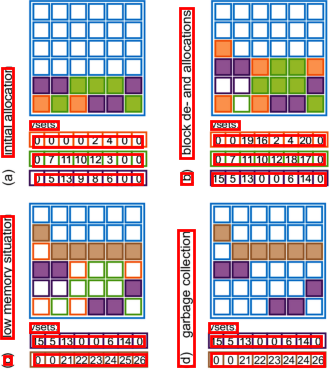 (a) initial allocation
vsets
0 0 0 0 2 4 0 0
0 7 11 10 12 3 0 0
0 5 13 9 8 6 0 0
b) block de- and allocations
vsets
0 0 19 16 2 4 20 0
0 7 11 10 12 18 17 0
15 5 13 0 0 6 14 0
low memory situation
vsets
15 5 13 0 0 6 14 0
0 0 21 22 23 24 25 26
d) garbage collection
vsets
15 5 13 0 0 6 14 0
0 0 21 22 23 24 24 26